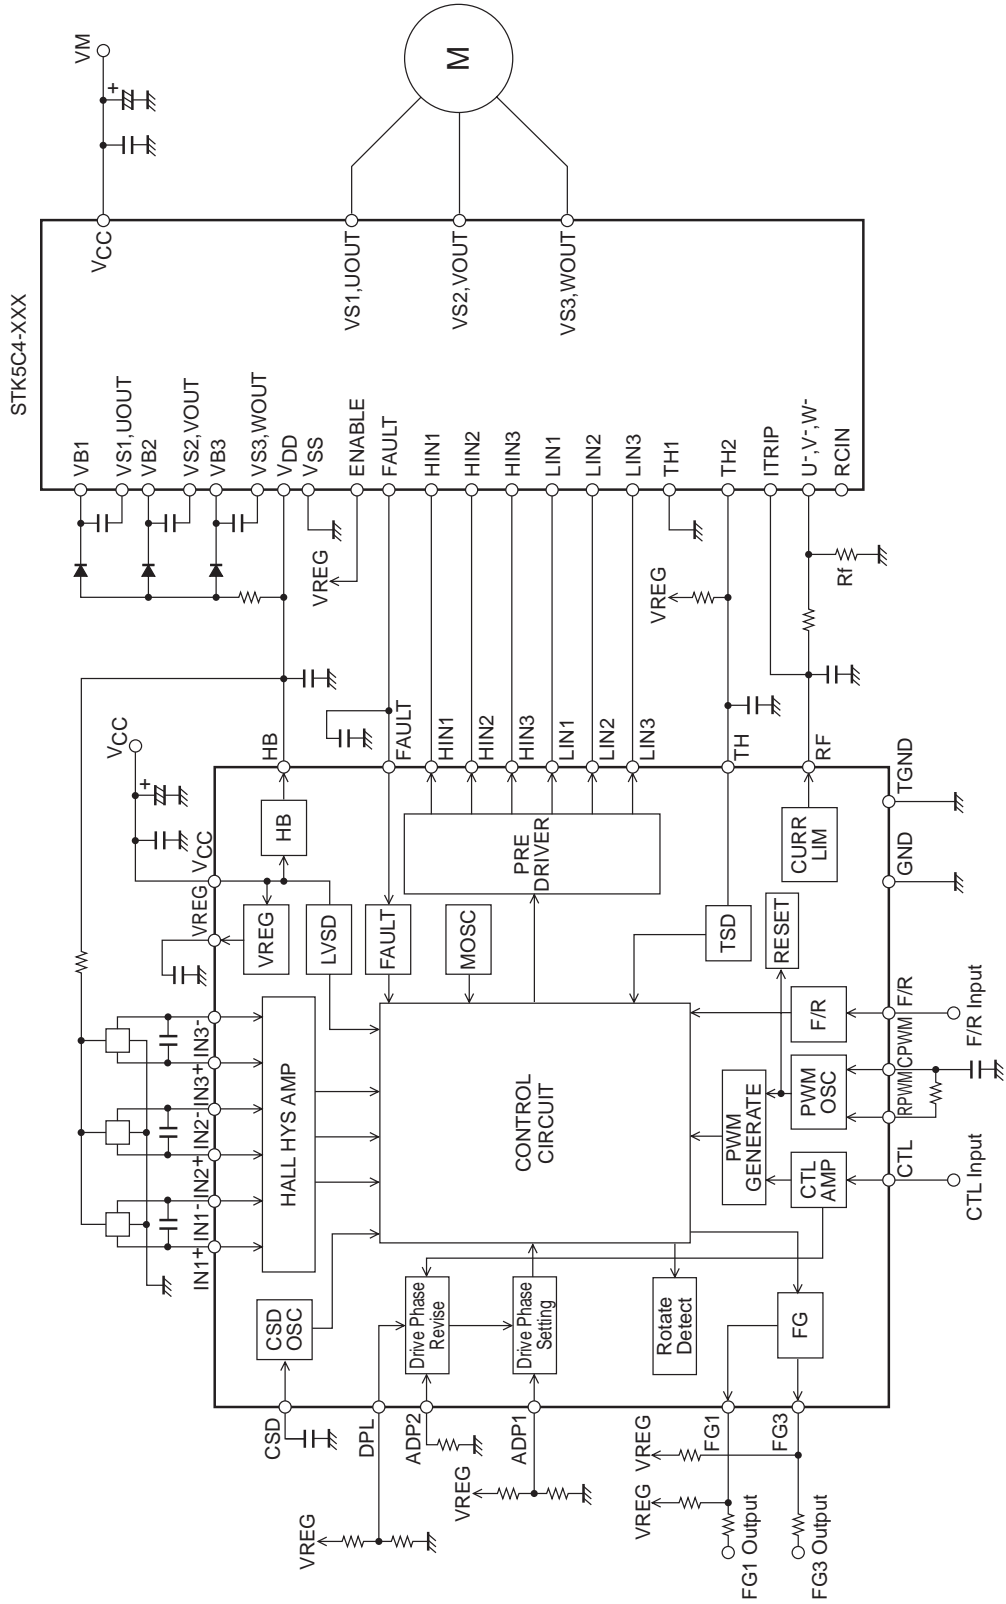 STK5C4-XXX
VM
+
VCC
M
VS1,UOUT
VS2,VOUT
VS3,WOUT
VB1
VS1,UOUT
VB2
VS2,VOUT
VB3
VS3,WOUT
VDD
VSS
ENABLE
FAULT
HIN1
HIN2
HIN3
LIN1
LIN2
LIN3
TH1
TH2
ITRIP
U-,V-,W-
RCIN
VREG
VREG
Rf
VCC
+
HB
FAULT
HIN1
HIN2
HIN3
LIN1
LIN2
LIN3
TH
RF
TGND
GND
VCC
VREG
HB
VREG
LVSD
FAULT
MOSC
PRE
DRIVER
TSD
RESET
CURR
LIM
IN1+
IN1-
IN2+
IN2-
IN3+
IN3-
HALL HYS AMP
CONTROL
CIRCUIT
F/R
PWM
OSC
PWM
GENERATE
CTL
AMP
F/R
CPWM
RPWM
CTL
F/R Input
CTL Input
CSD
OSC
Drive Phase
Revise
Drive Phase
Setting
Rotate
Detect
FG
CSD
DPL
ADP2
ADP1
FG1
FG3
VREG
VREG
VREG
VREG
FG1 Output
FG3 Output